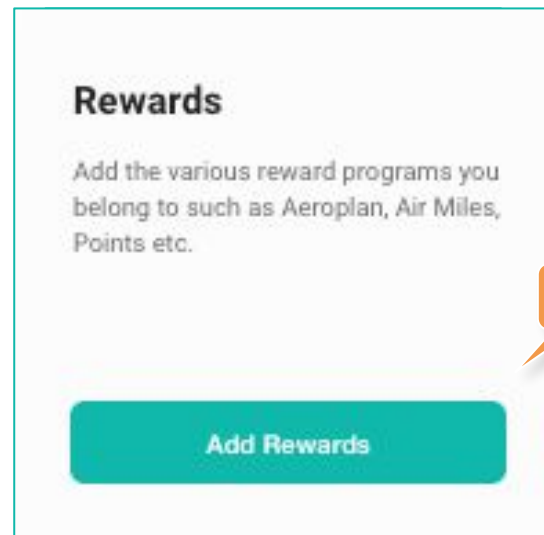 Rewards
Add the various reward programs you
belong to such as Aeroplan, Air Miles,
Points etc.
Add Rewards